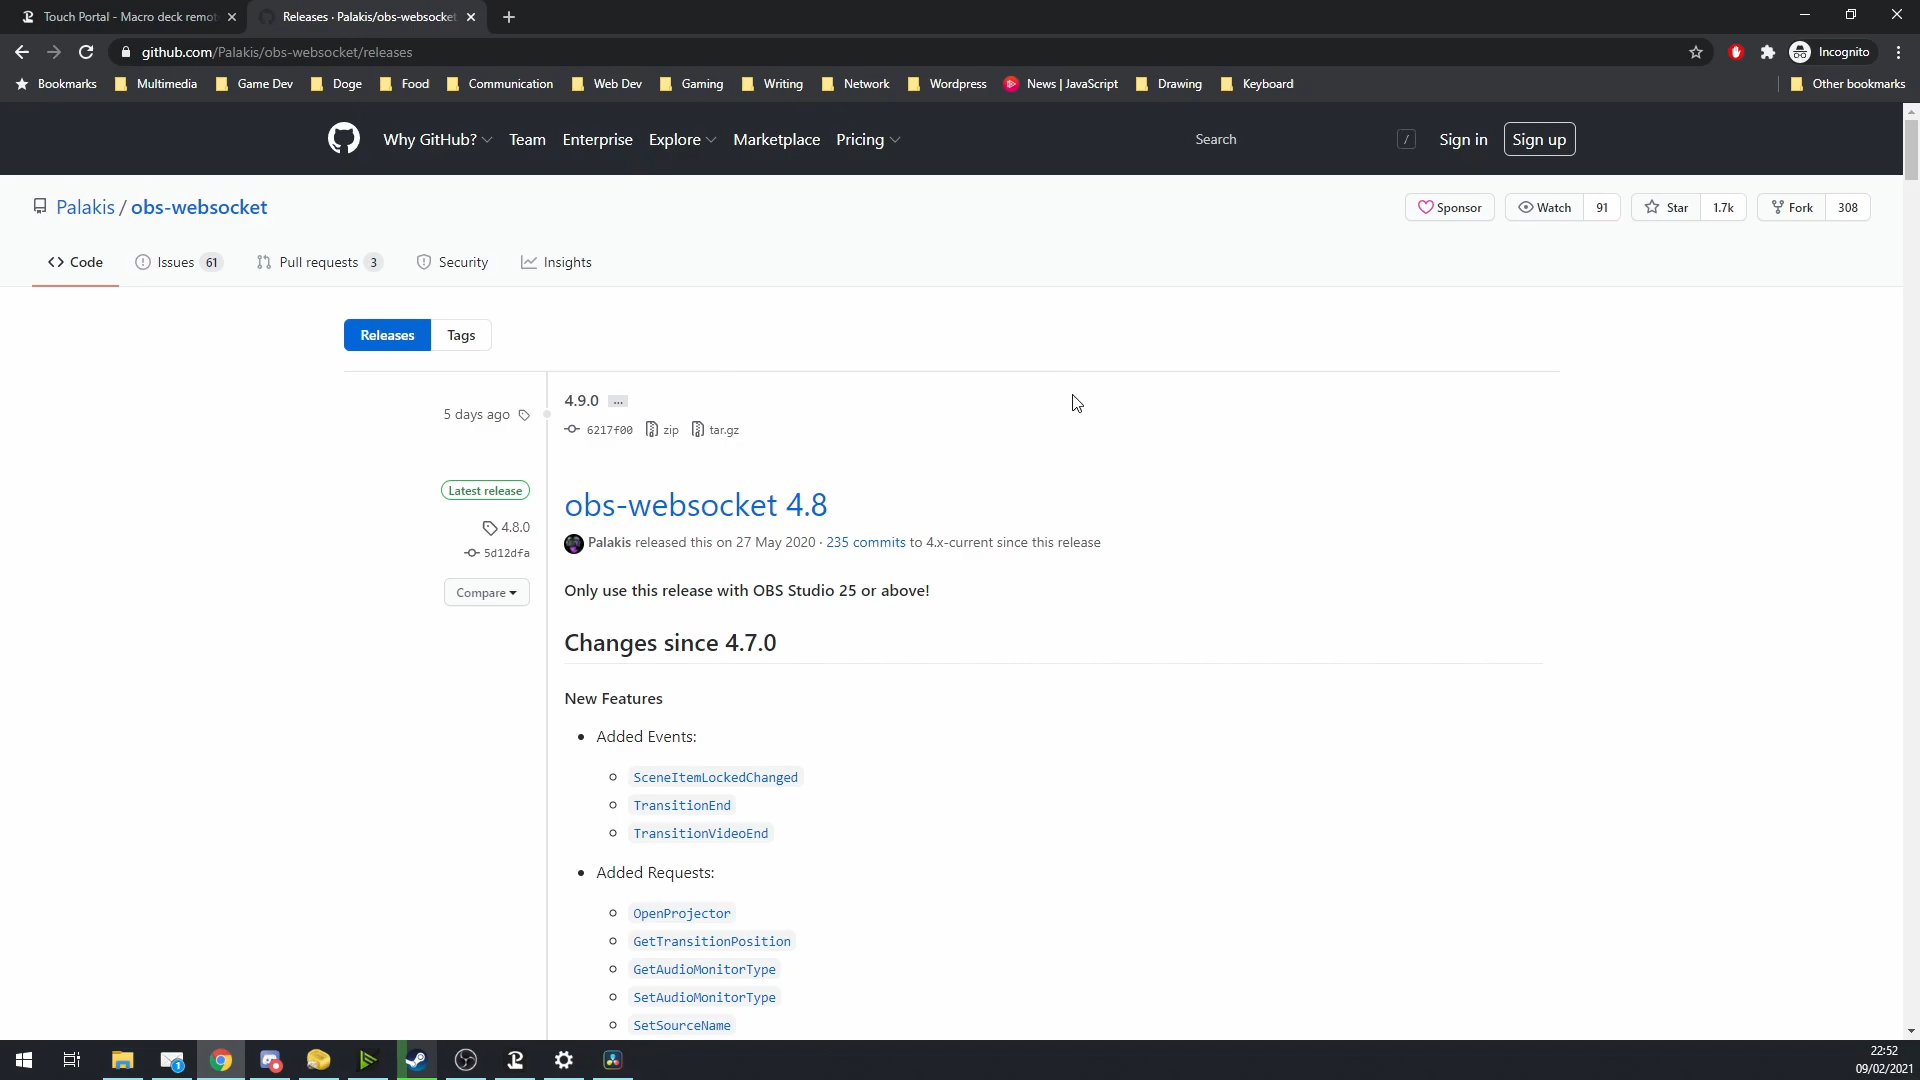 Touch Portal - Macro deck remot
Releases · Palakis/obs-websocket
github.com/Palakis/obs-websocket/releases
Incognito
Bookmarks Multimedia Game Dev Doge Food Communication Web Dev Gaming Writing Network Wordpress News | JavaScript Drawing Keyboard Other bookmarks
Why GitHub? Team Enterprise Explore Marketplace Pricing Search / Sign in Sign up
Palakis / obs-websocket
Sponsor Watch 91 Star 1.7k Fork 308
Code Issues 61 Pull requests 3 Security Insights
Releases Tags
5 days ago
4.9.0 ...
6217f00 zip tar.gz
Latest release
4.8.0
5d12dfa
Compare
obs-websocket 4.8
Palakis released this on 27 May 2020 · 235 commits to 4.x-current since this release
Only use this release with OBS Studio 25 or above!
Changes since 4.7.0
New Features
• Added Events:
SceneItemLockedChanged
TransitionEnd
TransitionVideoEnd
• Added Requests:
OpenProjector
GetTransitionPosition
GetAudioMonitorType
SetAudioMonitorType
SetSourceName
1
22:52
09/02/2021